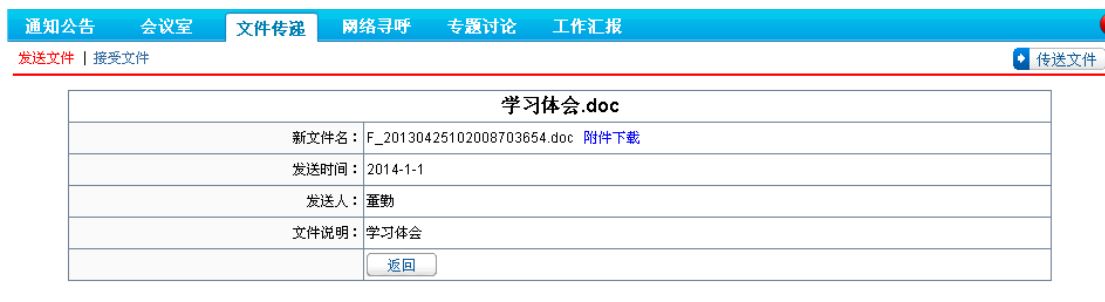 通知公告 会议室 文件传递 网络寻呼 专题讨论 工作汇报
发送文件 | 接受文件 传送文件
学习体会.doc
新文件名： F_20130425102008703654.doc 附件下载
发送时间： 2014-1-1
发送人： 董勤
文件说明： 学习体会
返回